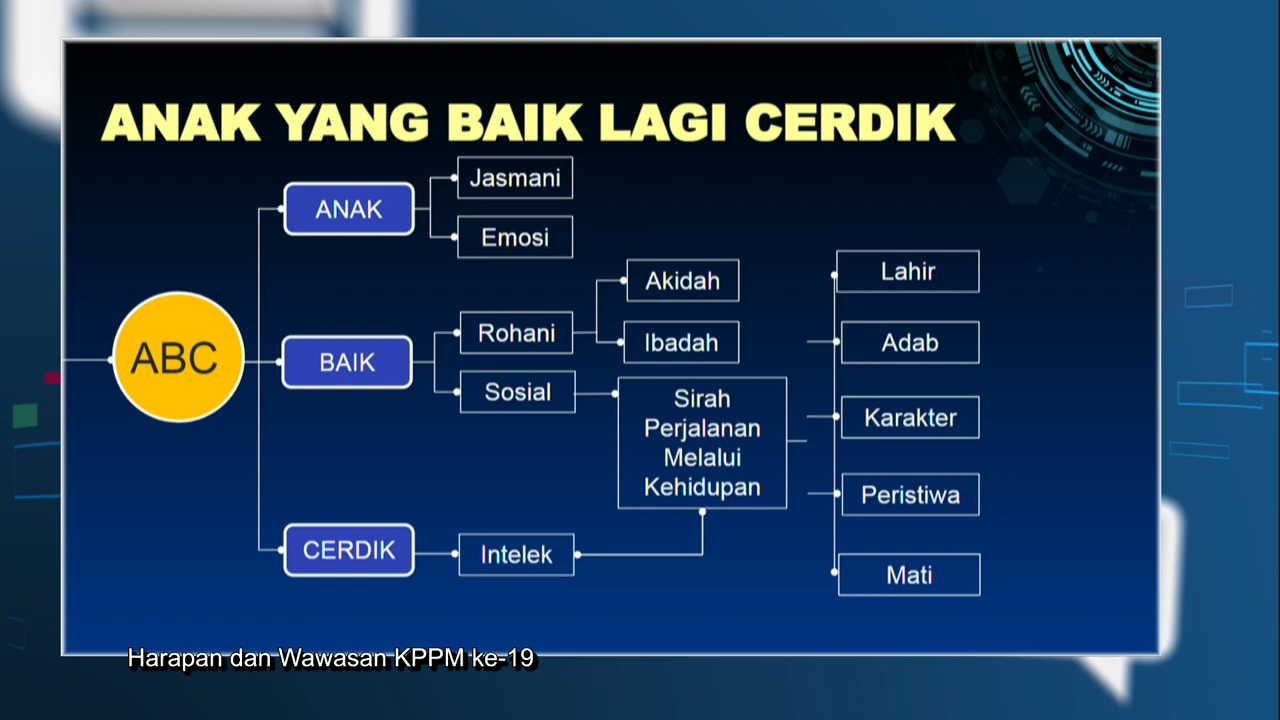 ANAK YANG BAIK LAGI CERDIK
ABC
ANAK
Jasmani
Emosi
BAIK
Rohani
Akidah
Ibadah
Sosial
Sirah
Perjalanan
Melalui
Kehidupan
CERDIK
Intelek
Lahir
Adab
Karakter
Peristiwa
Mati
Harapan dan Wawasan KPPM ke-19